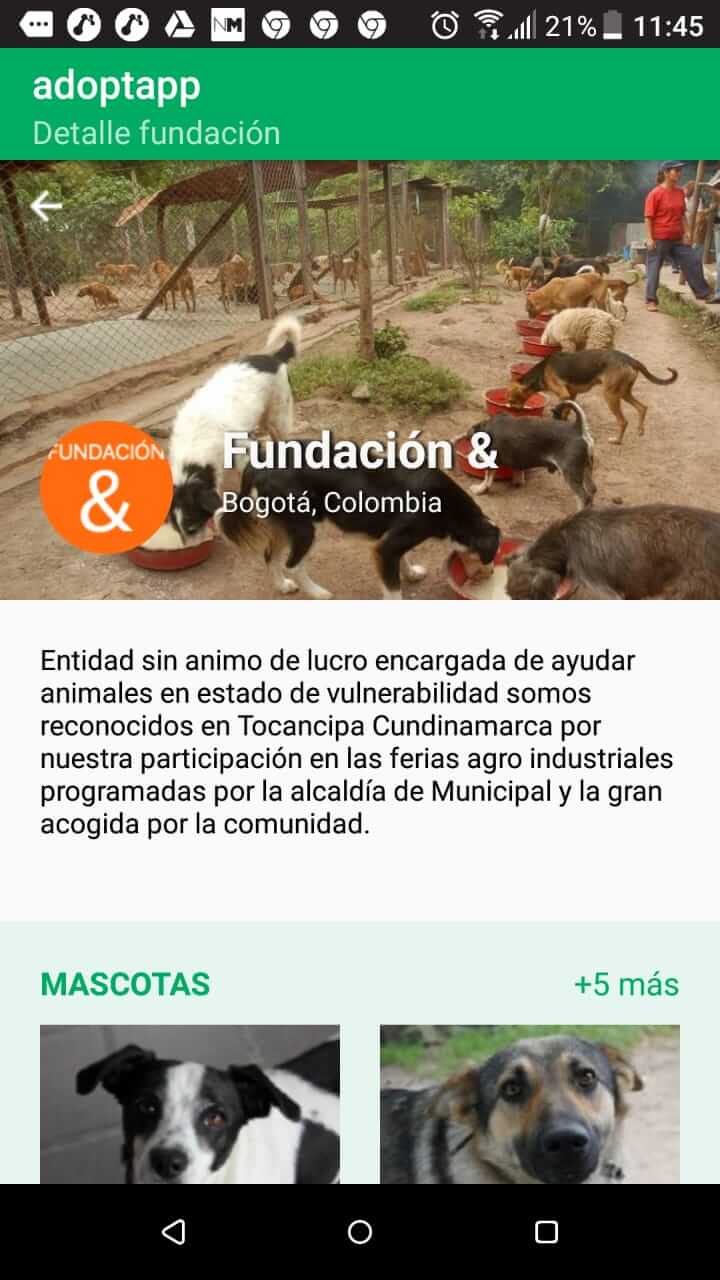 21% 11:45
adoptapp
Detalle fundación
FUNDACIÓN
&
Fundación &
Bogotá, Colombia
Entidad sin animo de lucro encargada de ayudar
animales en estado de vulnerabilidad somos
reconocidos en Tocancipa Cundinamarca por
nuestra participación en las ferias agro industriales
programadas por la alcaldía de Municipal y la gran
acogida por la comunidad.
MASCOTAS +5 más